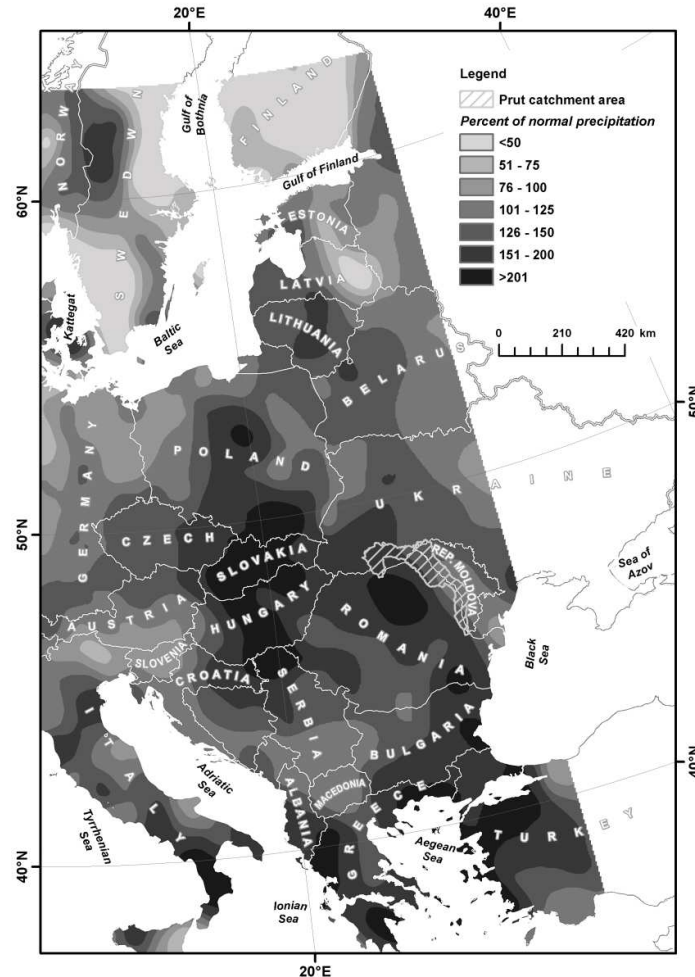 20°E
40°E
60°N
50°N
40°N
50°N
40°N
20°E
Legend
Prut catchment area
Percent of normal precipitation
<50
51 - 75
76 - 100
101 - 125
126 - 150
151 - 200
>201
0 210 420 km
NORWAY
SWEDWN
SWED
FINLAND
Gulf of
Bothnia
Gulf of Finland
ESTONIA
LATVIA
LITHUANIA
Kattegat
Baltic
Sea
BELARUS
GERMANY
POLAND
UKRAINE
CZECH
SLOVAKIA
REP. MOLDOVA
Sea of
Azov
AUSTRIA
HUNGARY
ROMANIA
SLOVENIA
CROATIA
SERBIA
Black
Sea
BULGARIA
ITALY
Adriatic
Sea
ALBANIA
MACEDONIA
GREECE
Tyrrhenian
Sea
Aegean
Sea
TURKEY
Ionian
Sea